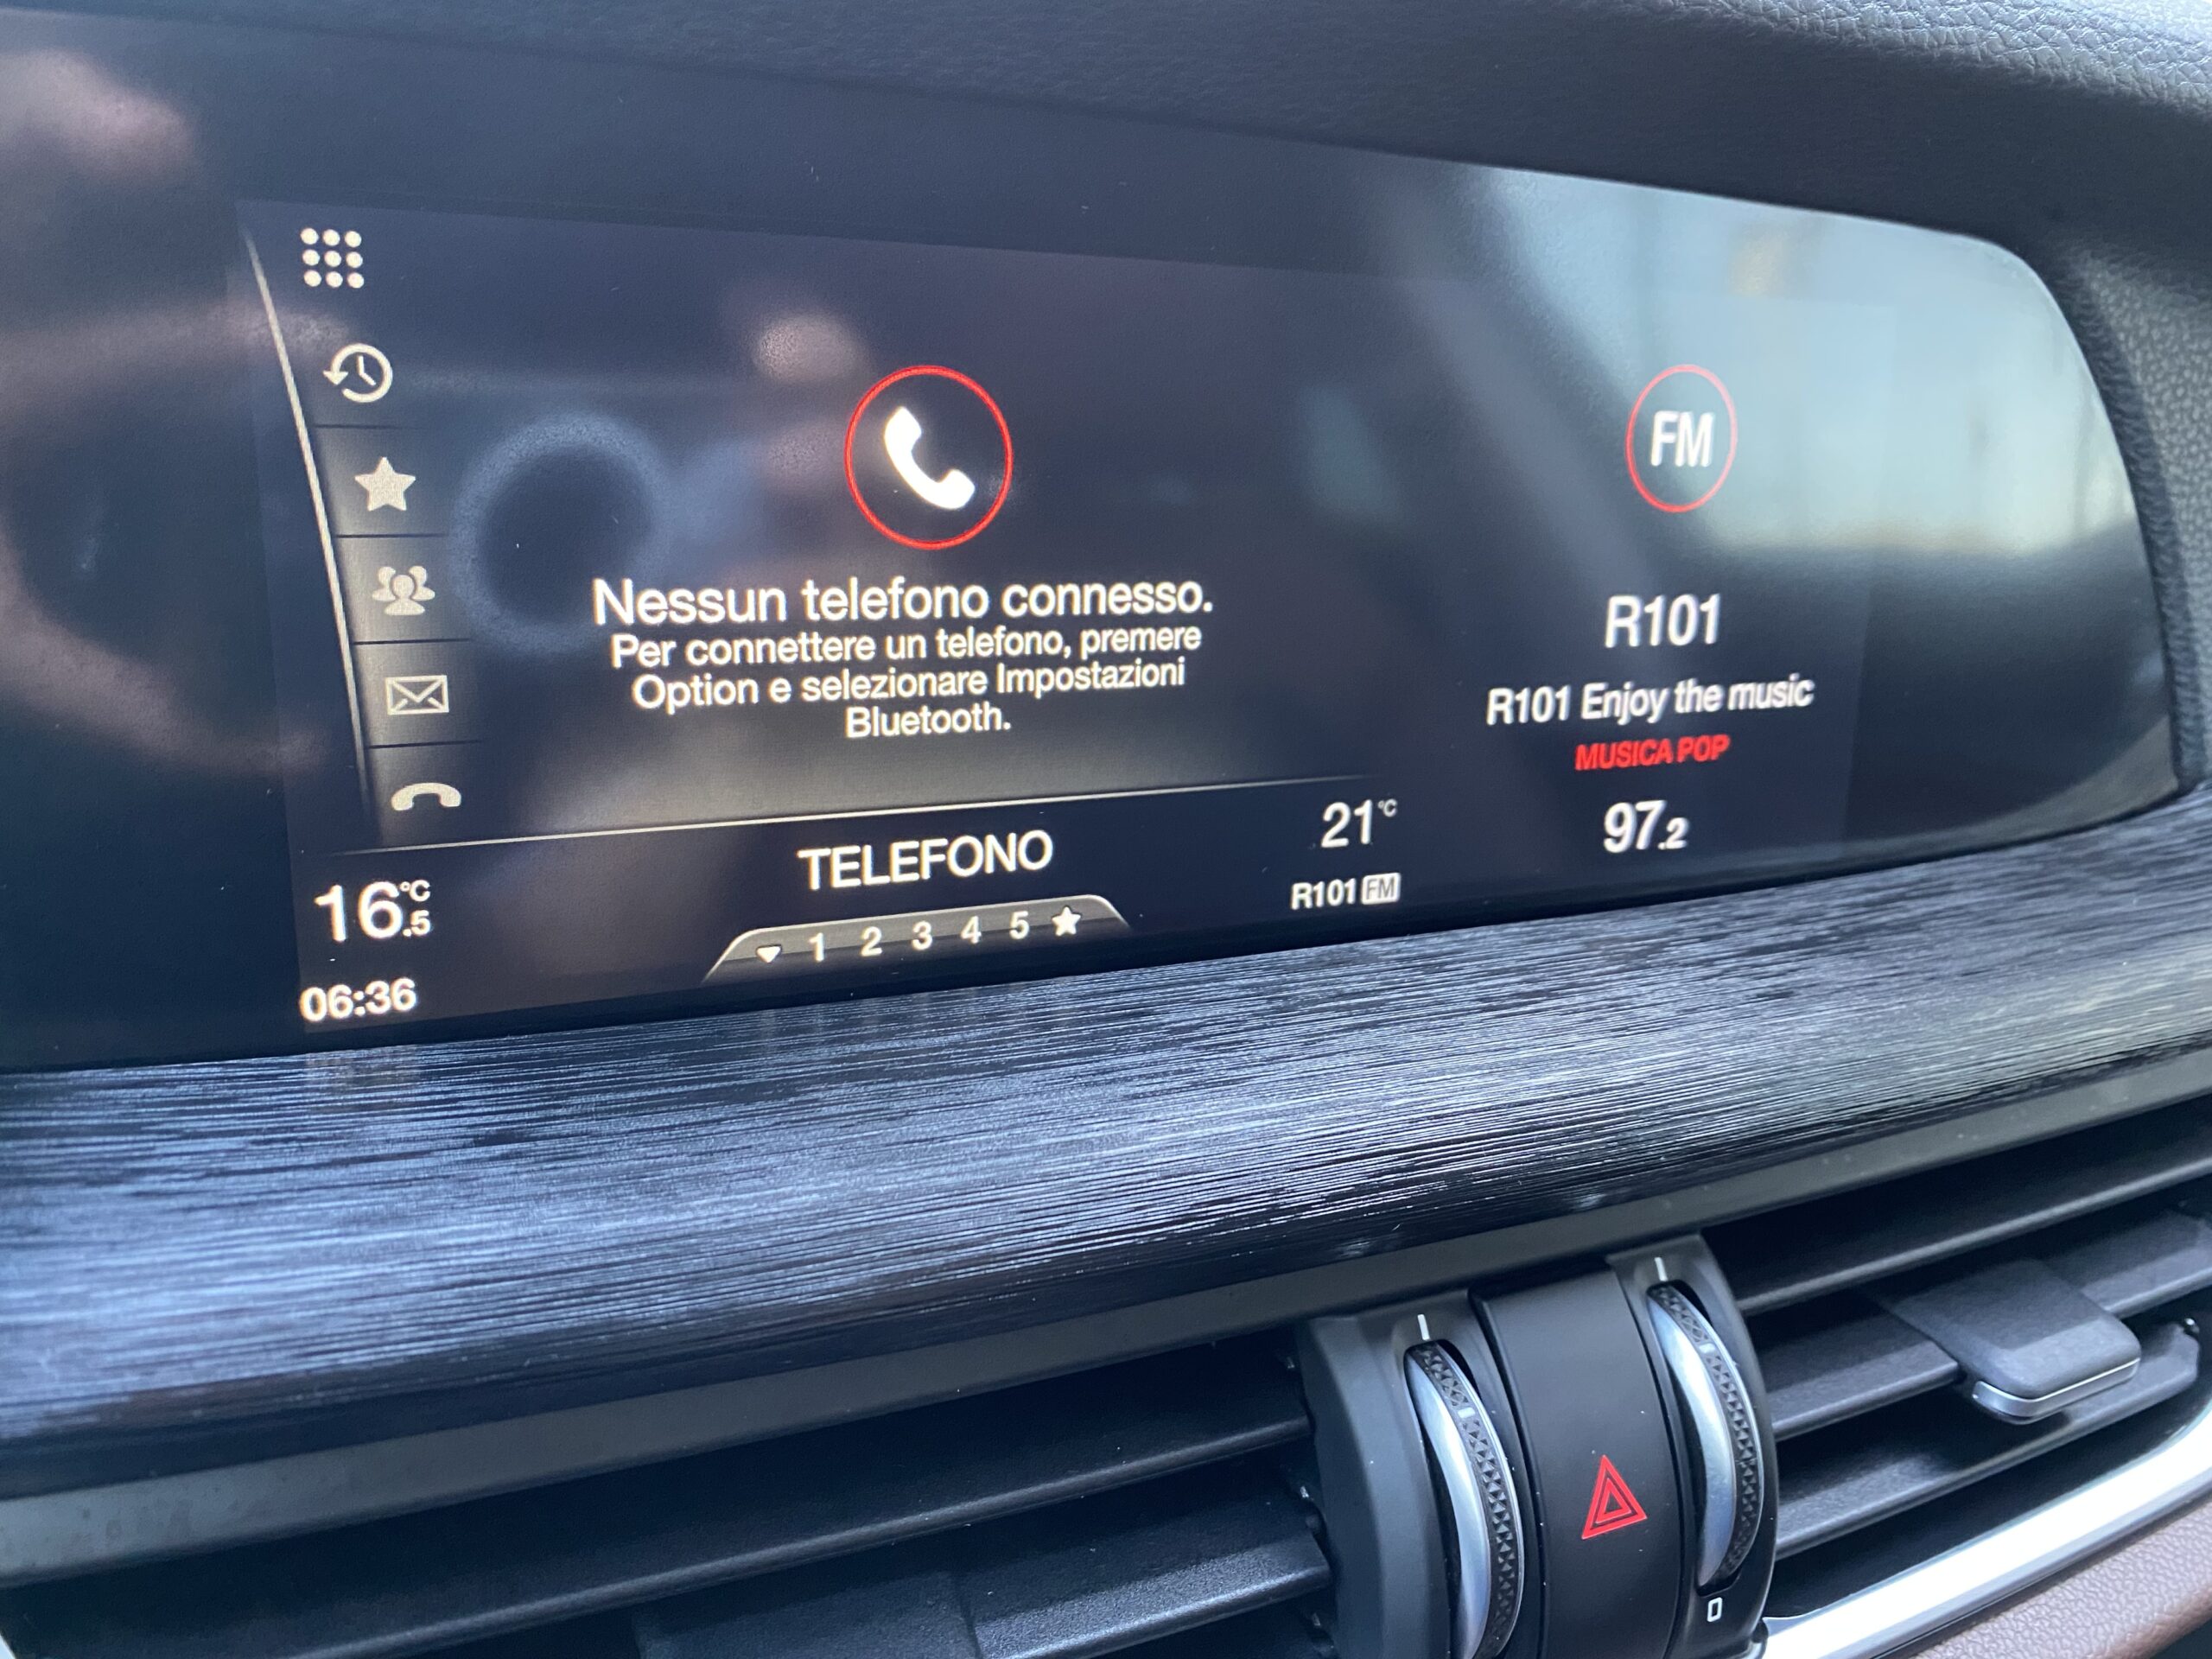 Nessun telefono connesso.
Per connettere un telefono, premere
Option e selezionare Impostazioni
Bluetooth.
TELEFONO
16.5 °C
06:36
1 2 3 4 5
21 °C
R101 FM
FM
R101
R101 Enjoy the music
MUSICA POP
97.2
0